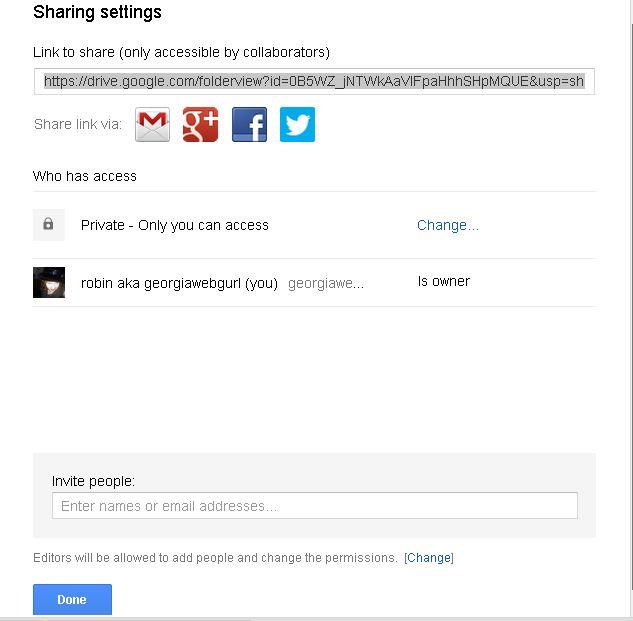 Sharing settings
Link to share (only accessible by collaborators)
https://drive.google.com/folderview?id=0B5WZ_jNTWkAaVlFpaHhhSHpMQUE&usp=sh
Share link via:
Who has access
Private - Only you can access Change...
robin aka georgiawebgurl (you) georgiawe... Is owner
Invite people:
Enter names or email addresses...
Editors will be allowed to add people and change the permissions. [Change]
Done